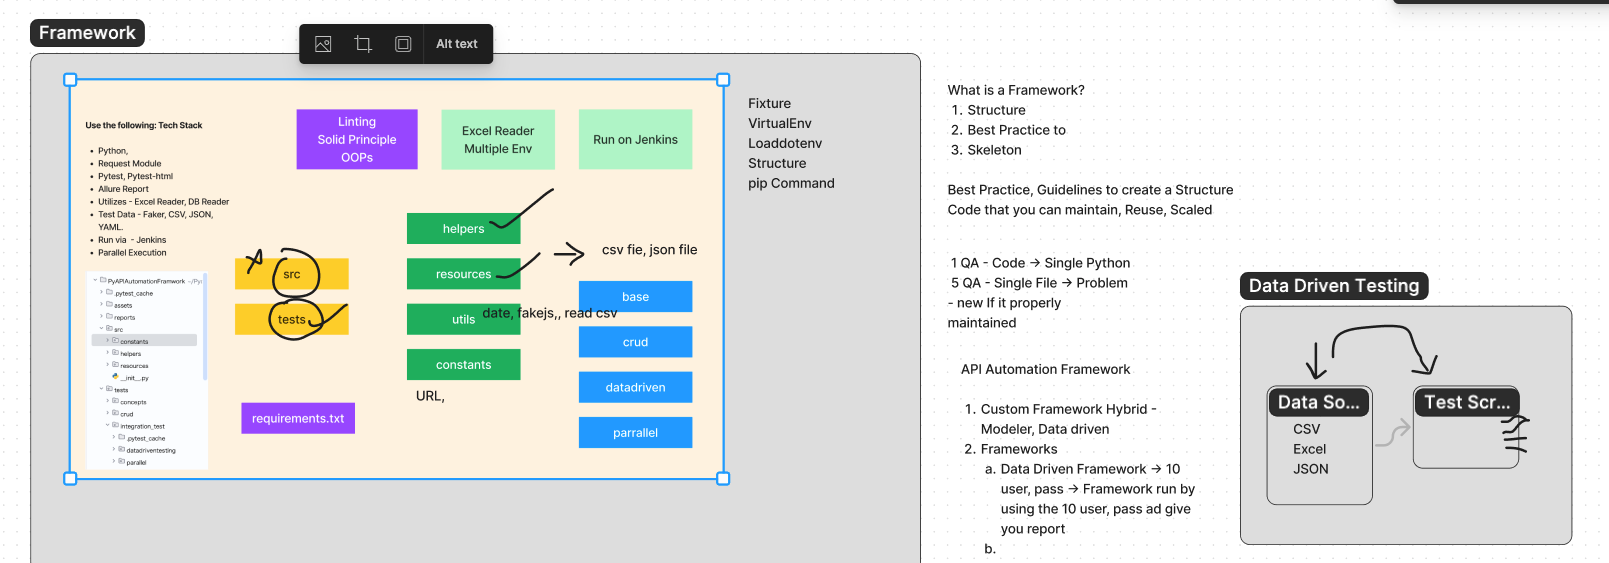 Framework
Alt text
Use the following: Tech Stack
Python,
Request Module
Pytest, Pytest-html
Allure Report
Utilizes - Excel Reader, DB Reader
Test Data - Faker, CSV, JSON,
YAML.
Run via - Jenkins
Parallel Execution
PyAPIAutomationFramwork
.pytest_cache
assets
reports
src
constants
helpers
resources
__init__.py
tests
concepts
crud
integration_test
.pytest_cache
datadriventesting
parallel
Linting
Solid Principle
OOPs
Excel Reader
Multiple Env
Run on Jenkins
src
tests
requirements.txt
helpers
resources
utils
constants
URL,
csv fie, json file
date, fakejs,, read csv
base
crud
datadriven
parrallel
Fixture
VirtualEnv
Loaddotenv
Structure
pip Command
What is a Framework?
1. Structure
2. Best Practice to
3. Skeleton
Best Practice, Guidelines to create a Structure
Code that you can maintain, Reuse, Scaled
1 QA - Code → Single Python
5 QA - Single File → Problem
- new If it properly
maintained
API Automation Framework
1. Custom Framework Hybrid -
Modeler, Data driven
2. Frameworks
a. Data Driven Framework → 10
user, pass → Framework run by
using the 10 user, pass ad give
you report
b.
Data Driven Testing
Data So...
CSV
Excel
JSON
Test Scr...